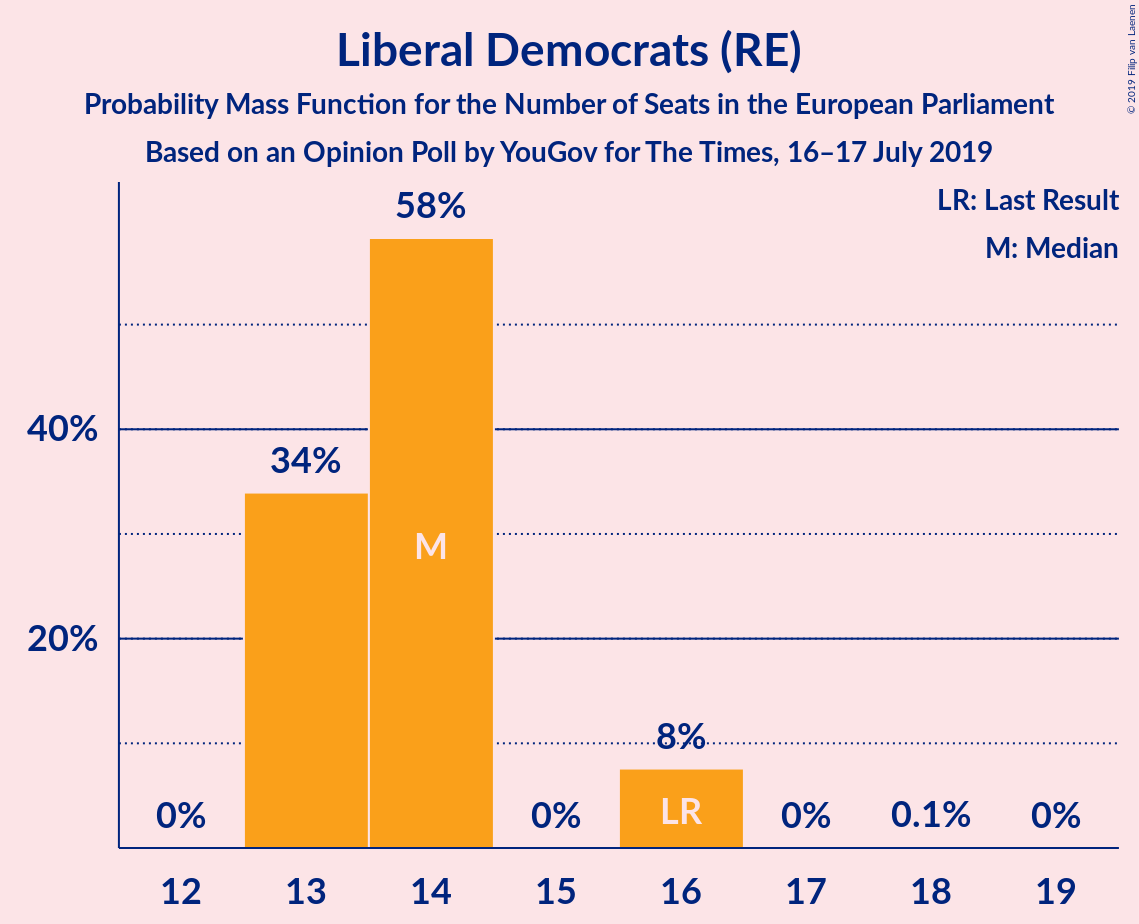 Liberal Democrats (RE)
Probability Mass Function for the Number of Seats in the European Parliament
Based on an Opinion Poll by YouGov for The Times, 16–17 July 2019
© 2019 Filip van Laenen
LR: Last Result
M: Median
58%
40%
34%
M
20%
8%
LR
0%
0%
0%
0.1%
0%
12 13 14 15 16 17 18 19